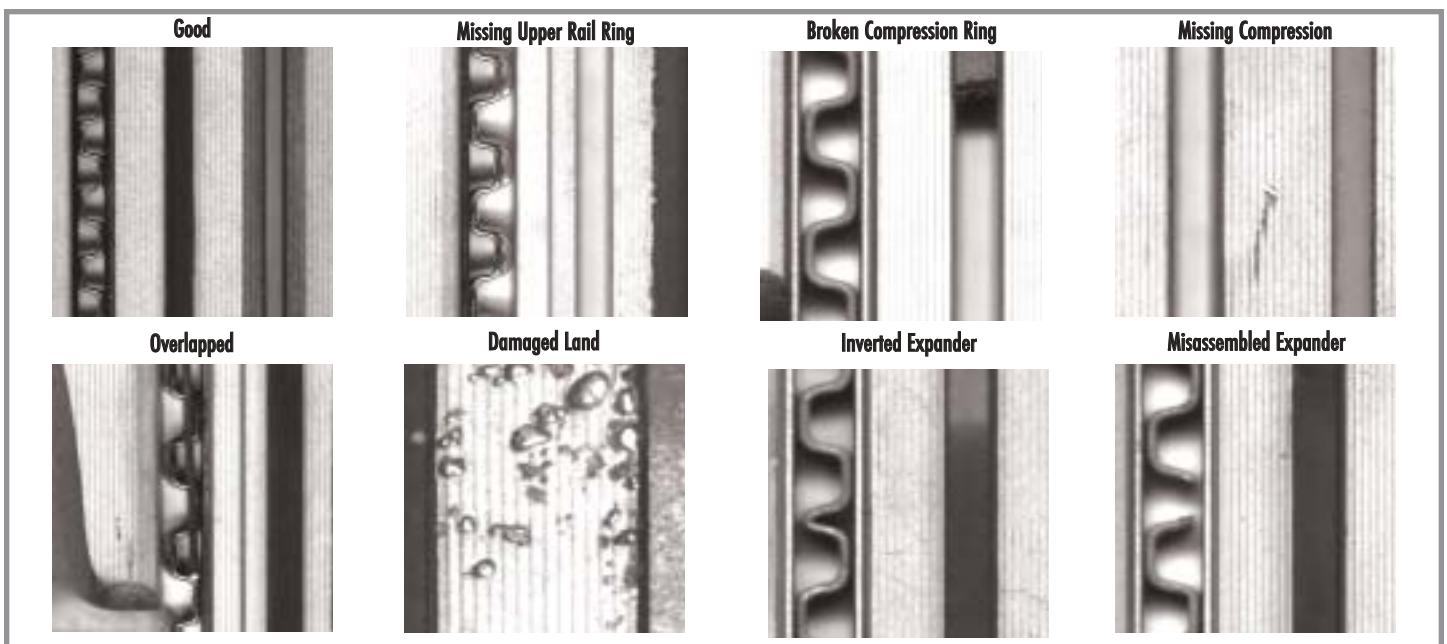 Good
Missing Upper Rail Ring
Broken Compression Ring
Missing Compression
Overlapped
Damaged Land
Inverted Expander
Misassembled Expander